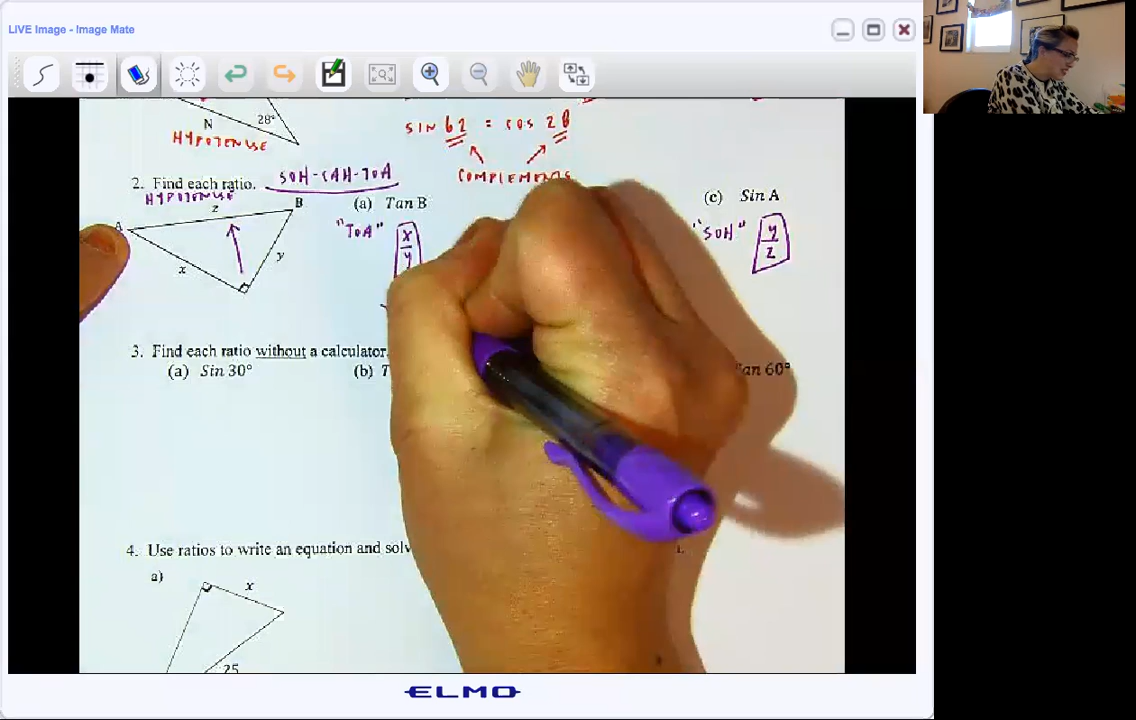 LIVE Image - Image Mate
N
28°
HYPOTENUSE
SIN 62 = COS 28
COMPLEMENTS
2. Find each ratio. SOH-CAH-TOA
HYPOTENUSE
z
A
B
x
y
(a) Tan B
"TOA" x/y
(c) Sin A
"SOH" y/z
3. Find each ratio without a calculator.
(a) Sin 30°
(b) T
an 60°
4. Use ratios to write an equation and solv
a)
x
25
ELMO